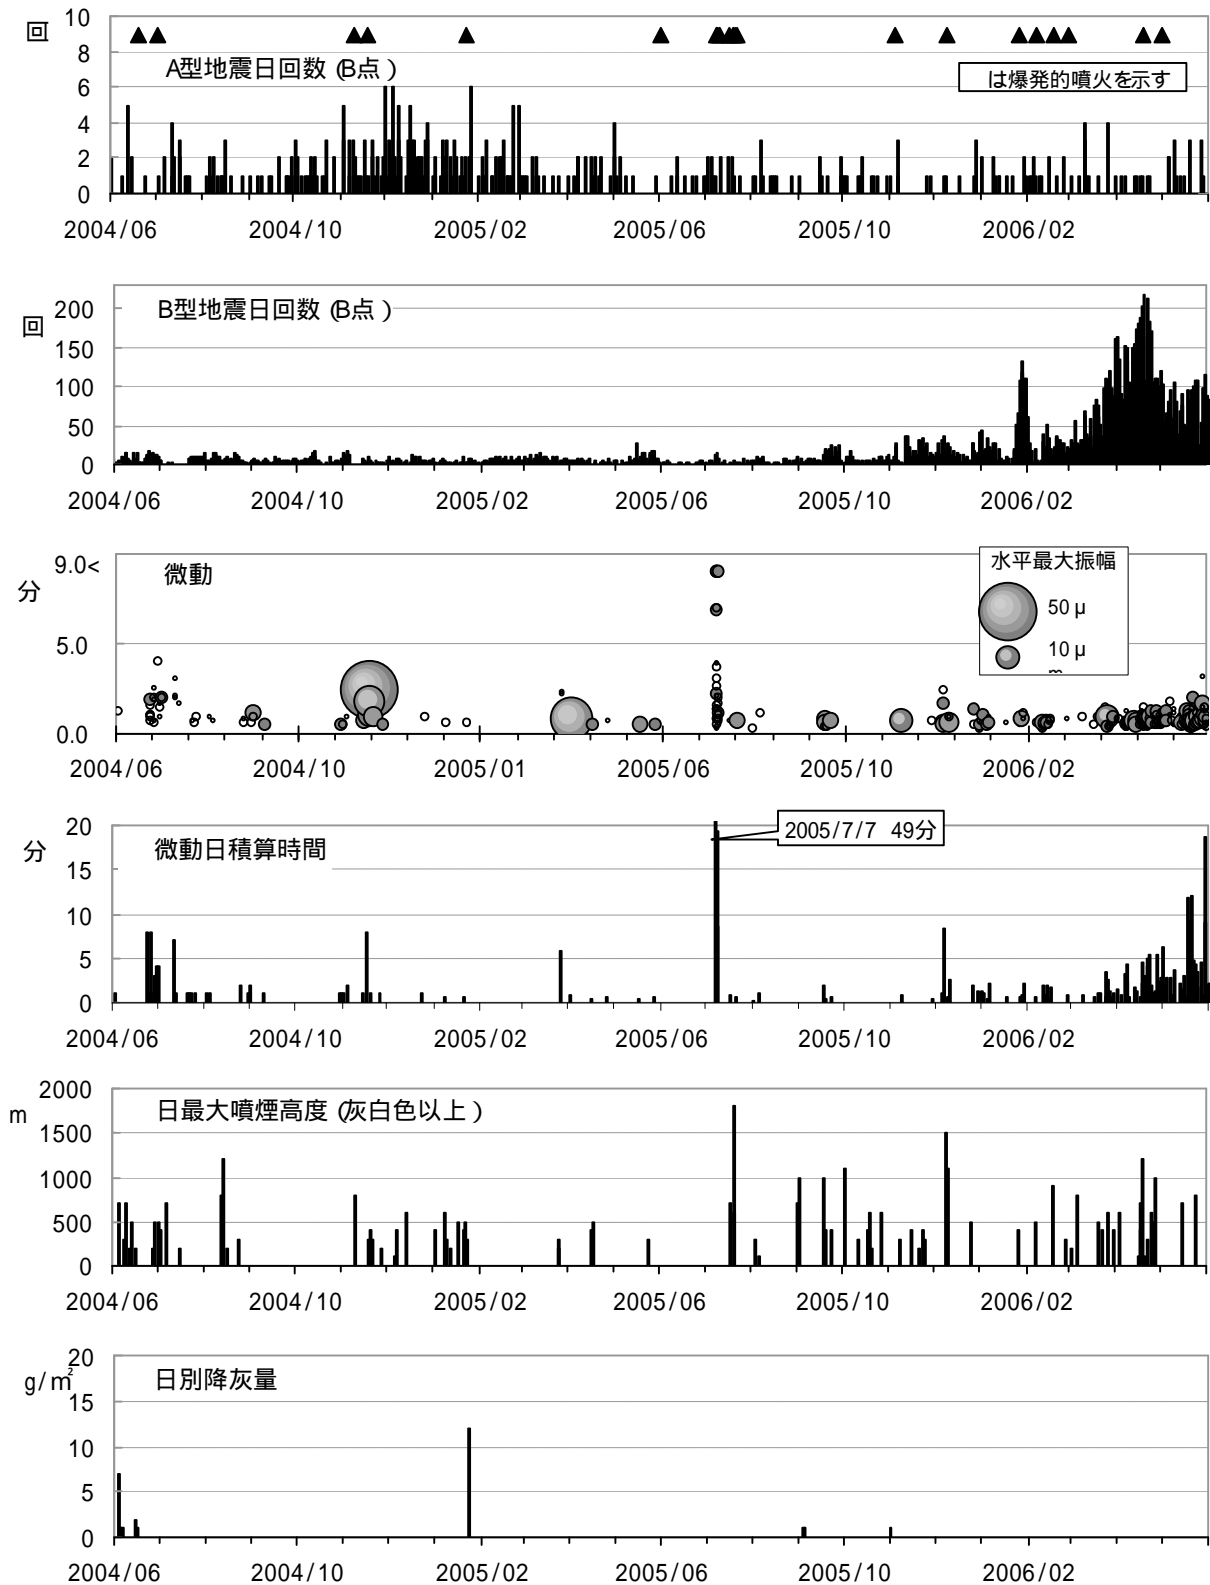 回
10
8
6
4
2
0
A型地震日回数 (B点)
は爆発的噴火を示す
2004/06 2004/10 2005/02 2005/06 2005/10 2006/02
回
200
150
100
50
0
B型地震日回数 (B点)
2004/06 2004/10 2005/02 2005/06 2005/10 2006/02
分
9.0<
5.0
0.0
微動
水平最大振幅
50μ
10μ
2004/06 2004/10 2005/01 2005/06 2005/10 2006/02
分
20
15
10
5
0
微動日積算時間
2005/7/7 49分
2004/06 2004/10 2005/02 2005/06 2005/10 2006/02
m
2000
1500
1000
500
0
日最大噴煙高度 (灰白色以上)
2004/06 2004/10 2005/02 2005/06 2005/10 2006/02
g/㎡
20
15
10
5
0
日別降灰量
2004/06 2004/10 2005/02 2005/06 2005/10 2006/02